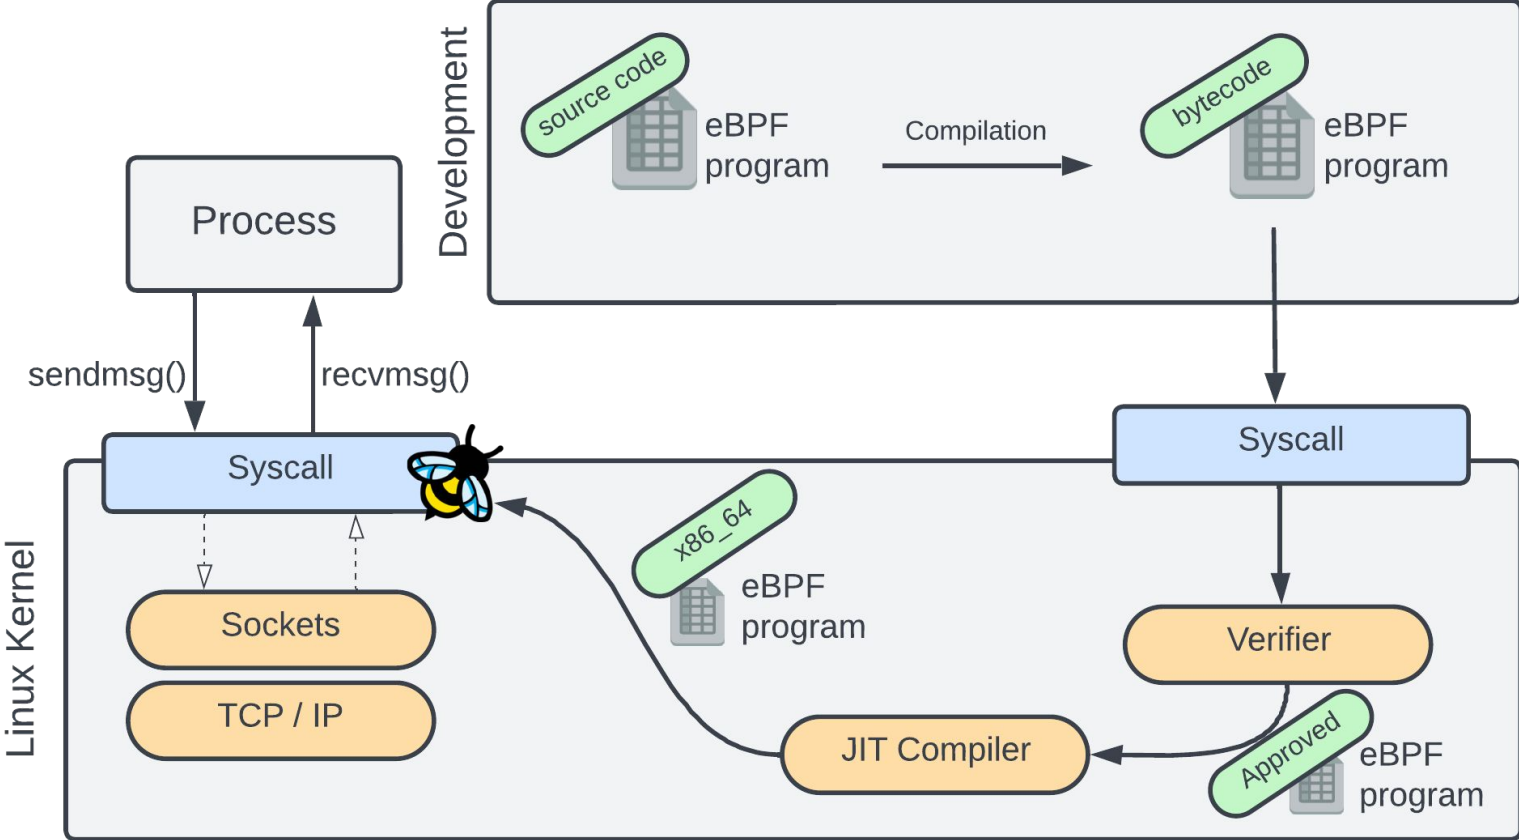 Development
source code
eBPF
program
Compilation
bytecode
eBPF
program
Process
sendmsg()
recvmsg()
Syscall
Syscall
Linux Kernel
Sockets
TCP / IP
x86_64
eBPF
program
Verifier
JIT Compiler
Approved
eBPF
program